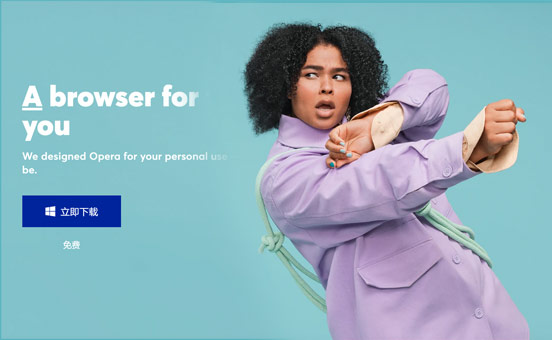 A browser for
you
We designed Opera for your personal use
be.
立即下载
免费